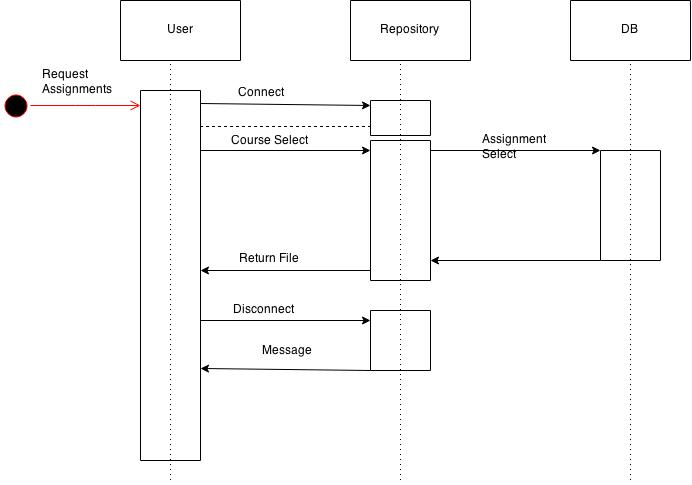 User
Repository
DB
Request
Assignments
Connect
Course Select
Assignment
Select
Return File
Disconnect
Message